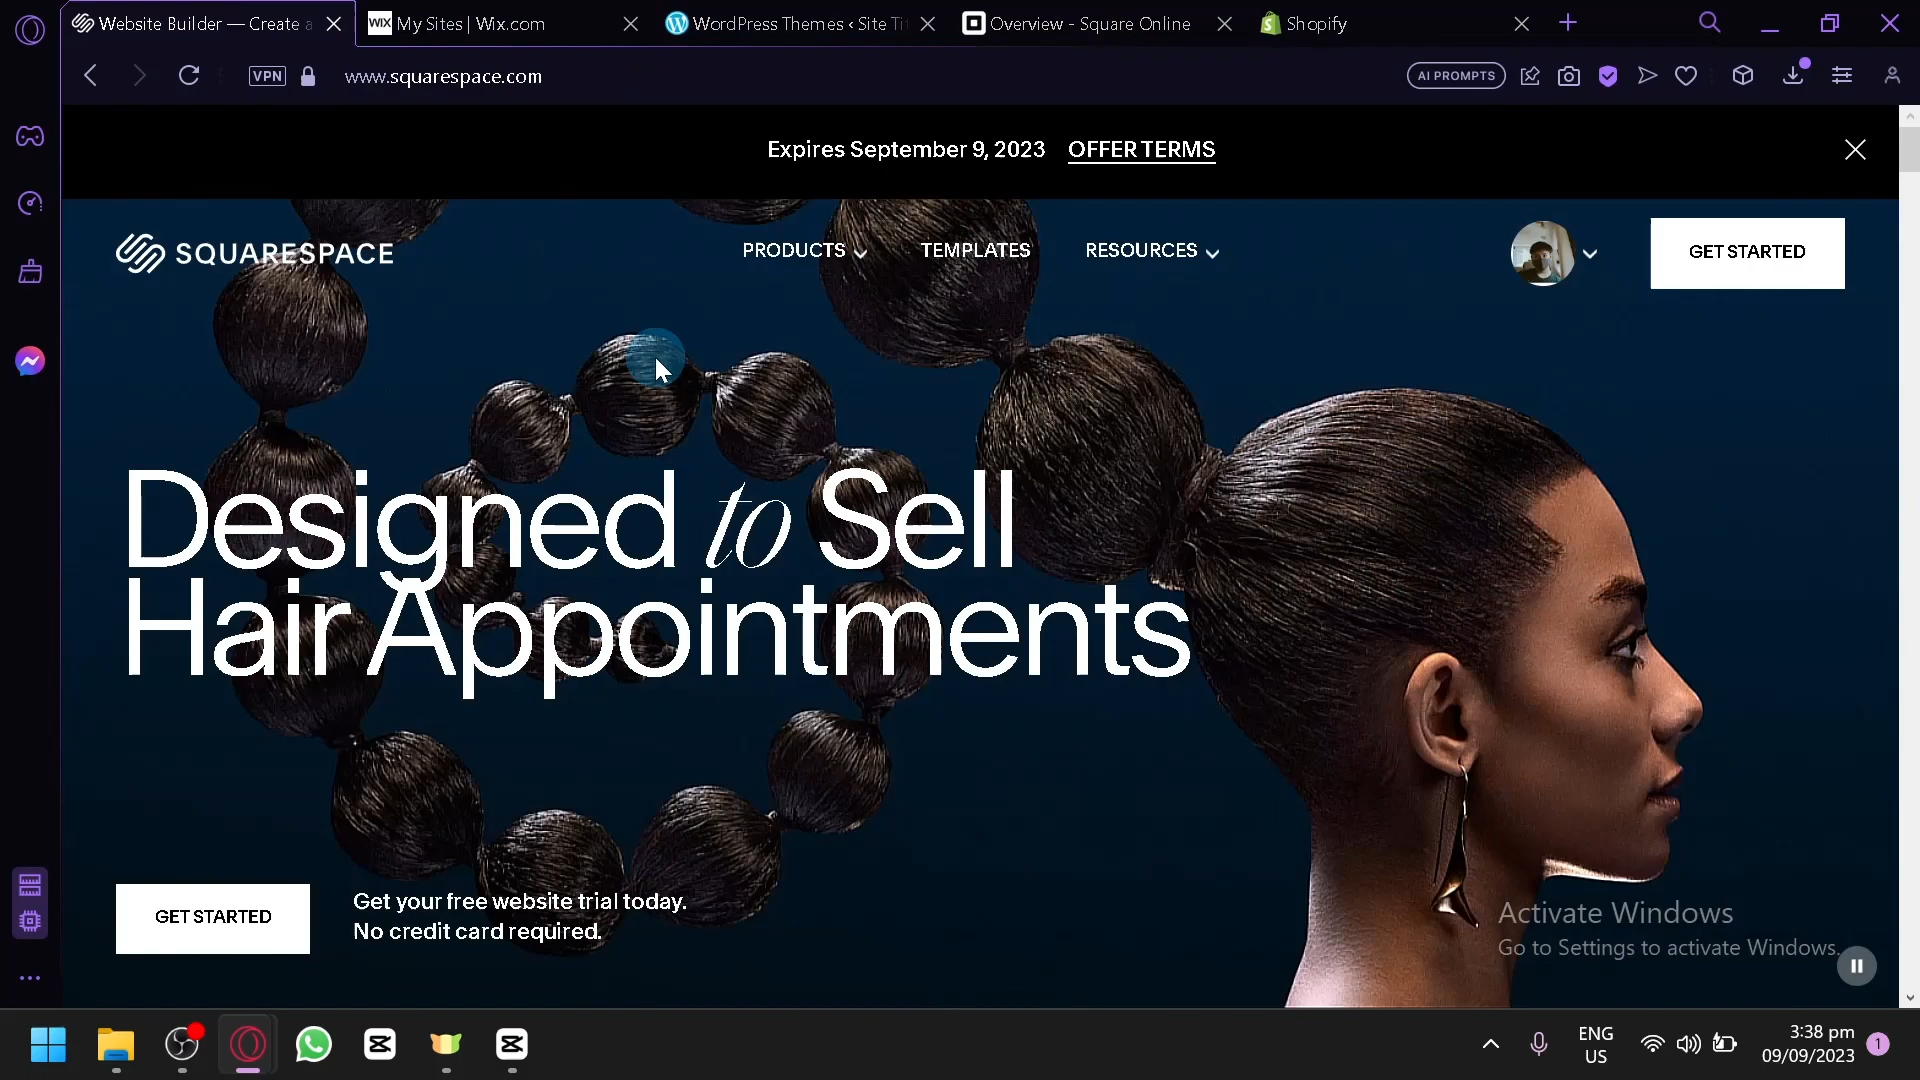 Website Builder — Create a
WIX My Sites | Wix.com
WordPress Themes ‹ Site Ti
Overview - Square Online
Shopify
VPN
www.squarespace.com
AI PROMPTS
Expires September 9, 2023 OFFER TERMS
SQUARESPACE
PRODUCTS
TEMPLATES
RESOURCES
GET STARTED
Designed to Sell
Hair Appointments
GET STARTED
Get your free website trial today.
No credit card required.
Activate Windows
Go to Settings to activate Windows.
ENG
US
3:38 pm
09/09/2023
1